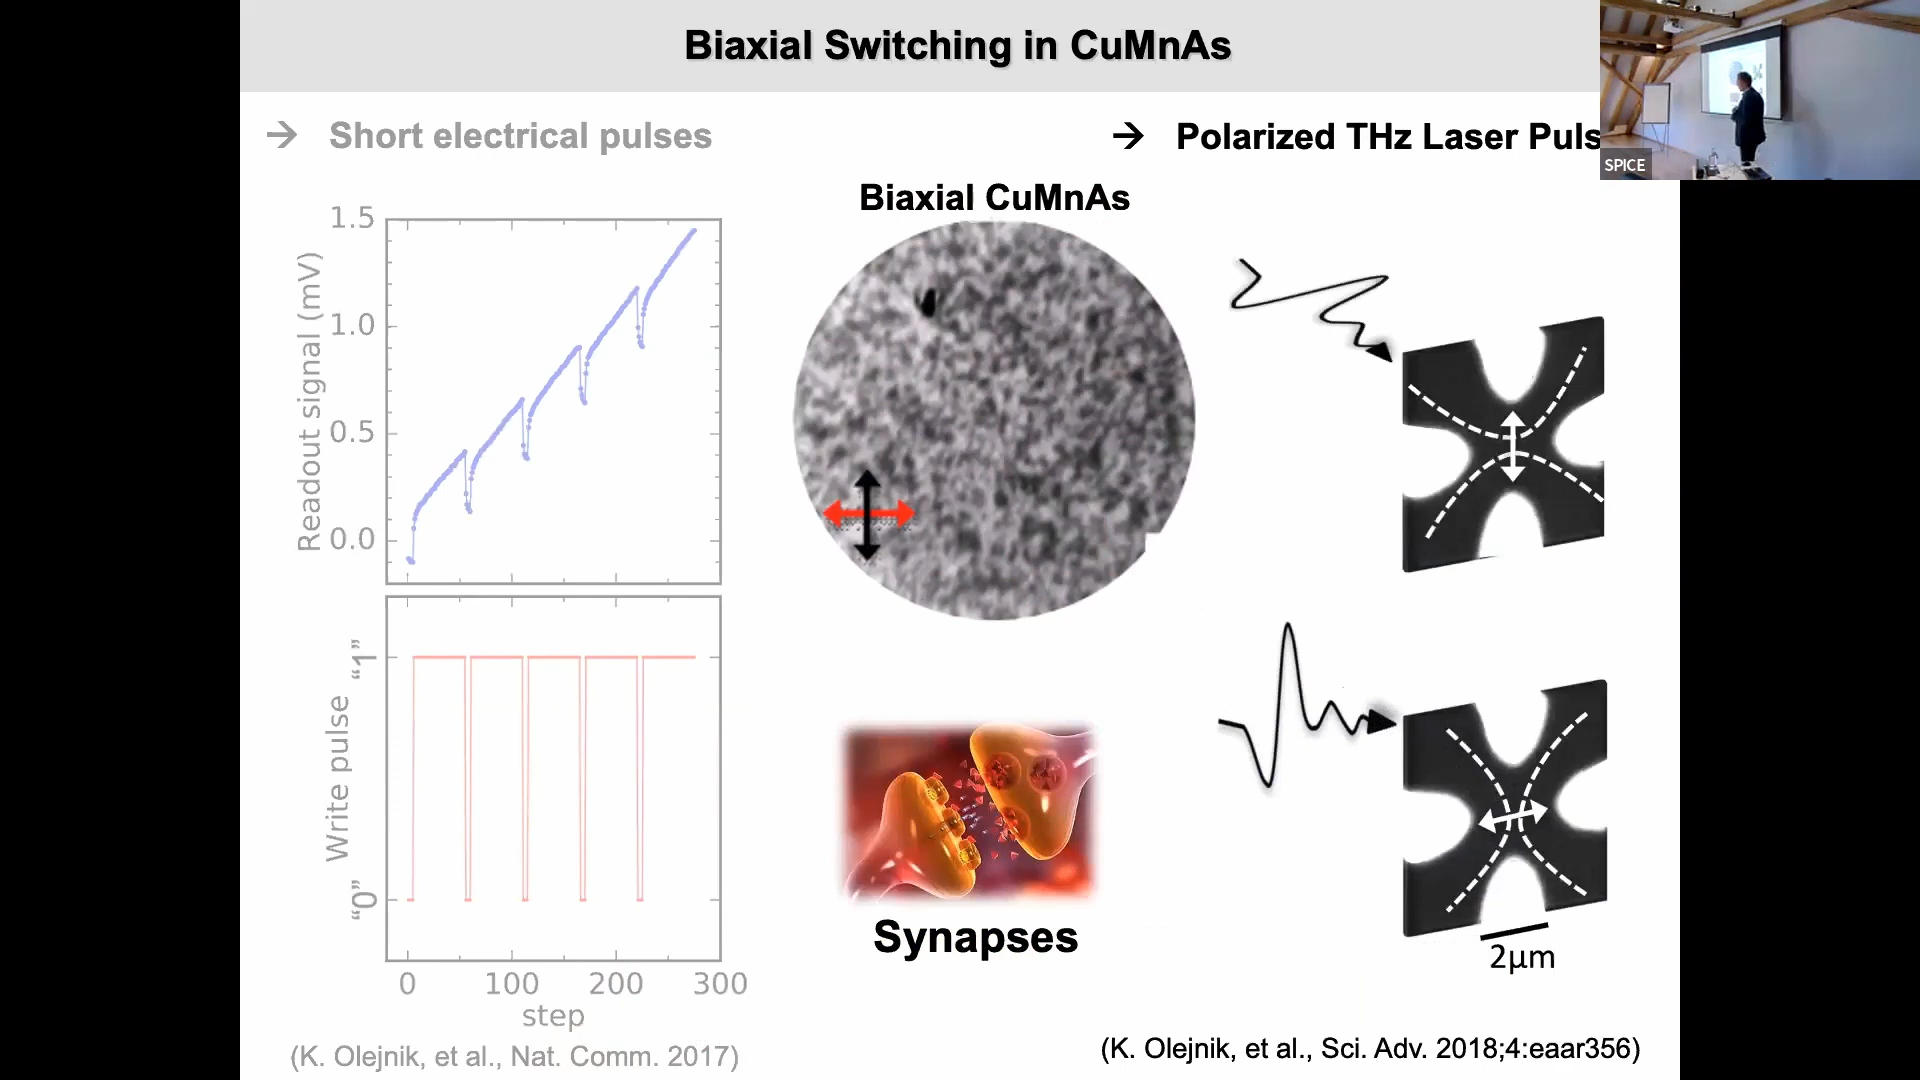 Biaxial Switching in CuMnAs
→ Short electrical pulses
→ Polarized THz Laser Puls
SPICE
Biaxial CuMnAs
Readout signal (mV)
1.5
1.0
0.5
0.0
Write pulse
“1”
“0”
0 100 200 300
step
Synapses
2μm
(K. Olejnik, et al., Nat. Comm. 2017)
(K. Olejnik, et al., Sci. Adv. 2018;4:eaar356)